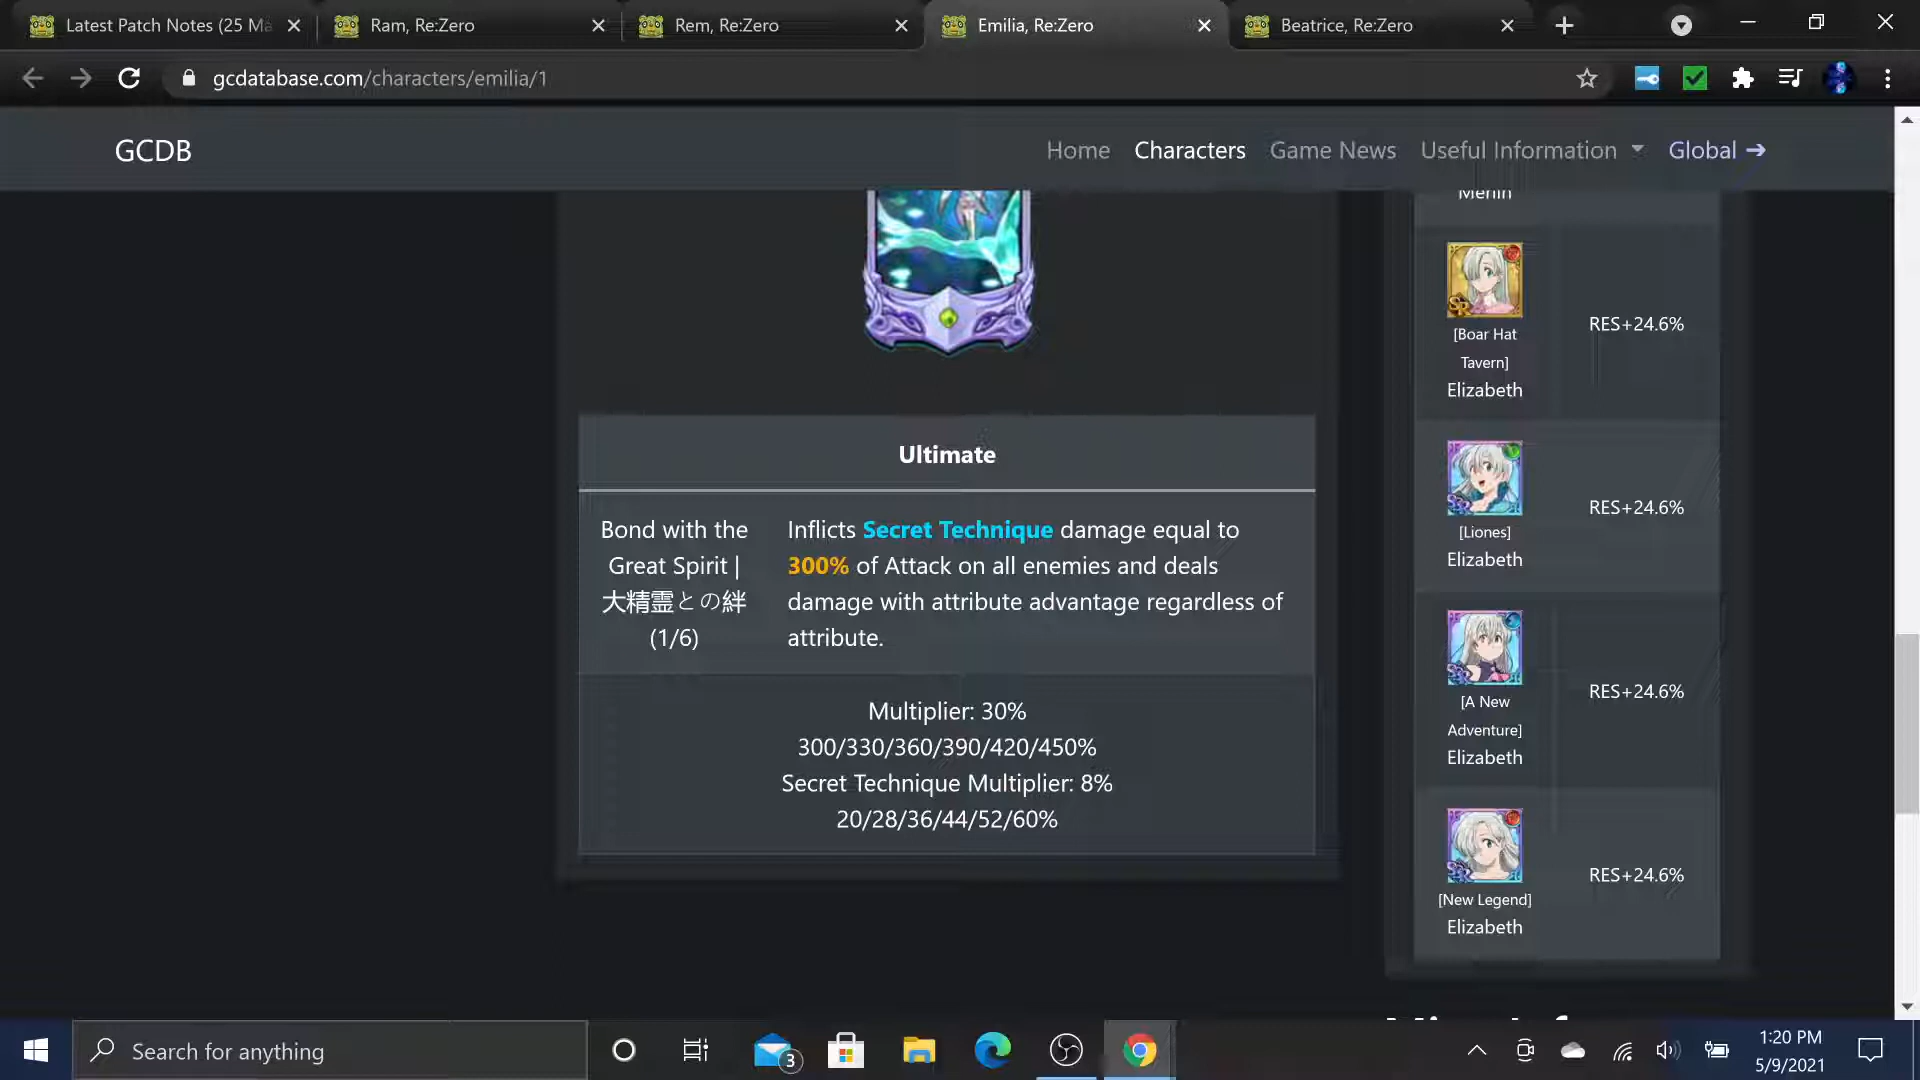 Latest Patch Notes (25 Ma
Ram, Re:Zero
Rem, Re:Zero
Emilia, Re:Zero
Beatrice, Re:Zero
gcdatabase.com/characters/emilia/1
GCDB
Home
Characters
Game News
Useful Information
Global →
Merlin
[Boar Hat
Tavern]
Elizabeth
RES+24.6%
[Liones]
Elizabeth
RES+24.6%
[A New
Adventure]
Elizabeth
RES+24.6%
[New Legend]
Elizabeth
RES+24.6%
Ultimate
Bond with the
Great Spirit |
大精霊との絆
(1/6)
Inflicts Secret Technique damage equal to
300% of Attack on all enemies and deals
damage with attribute advantage regardless of
attribute.
Multiplier: 30%
300/330/360/390/420/450%
Secret Technique Multiplier: 8%
20/28/36/44/52/60%
Search for anything
3
1:20 PM
5/9/2021